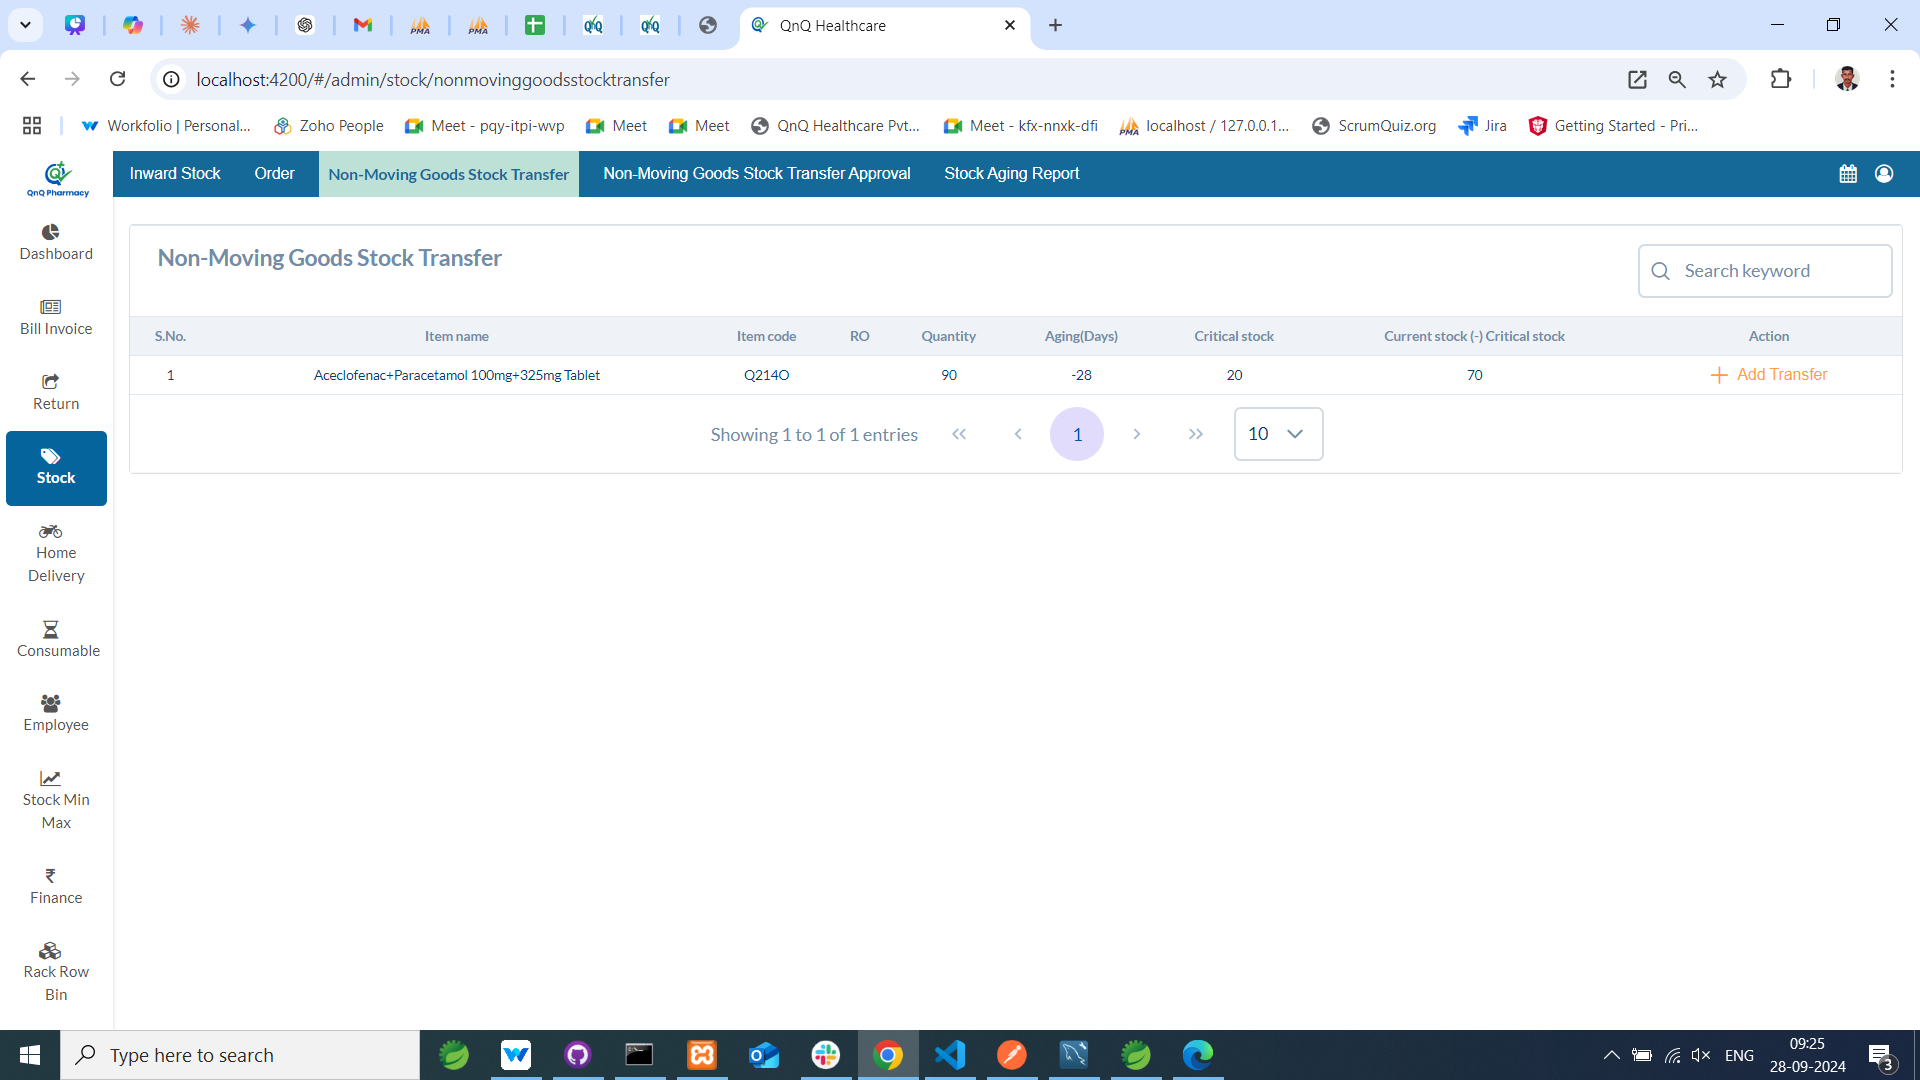 QnQ Healthcare
localhost:4200/#/admin/stock/nonmovinggoodsstocktransfer
Workfolio | Personal... Zoho People Meet - pqy-itpi-wvp Meet Meet QnQ Healthcare Pvt... Meet - kfx-nnxk-dfi localhost / 127.0.0.1... ScrumQuiz.org Jira Getting Started - Pri...
QnQ Pharmacy
Inward Stock Order Non-Moving Goods Stock Transfer Non-Moving Goods Stock Transfer Approval Stock Aging Report
Dashboard
Bill Invoice
Return
Stock
Home
Delivery
Consumable
Employee
Stock Min
Max
Finance
Rack Row
Bin
Non-Moving Goods Stock Transfer
Search keyword
S.No. Item name Item code RO Quantity Aging(Days) Critical stock Current stock (-) Critical stock Action
1 Aceclofenac+Paracetamol 100mg+325mg Tablet Q214O 90 -28 20 70 Add Transfer
Showing 1 to 1 of 1 entries 1 10
Type here to search
ENG
09:25
28-09-2024
3